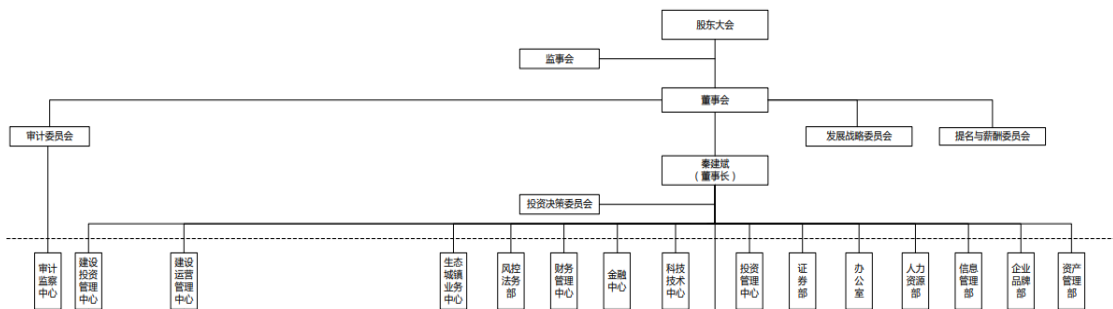 股东大会
监事会
董事会
审计委员会
发展战略委员会
提名与薪酬委员会
秦建斌
（董事长）
投资决策委员会
审计
监察
中心
建设
投资
管理
中心
建设
运营
管理
中心
生态
城镇
业务
中心
风控
法务
部
财务
管理
中心
金融
中心
科技
技术
中心
投资
管理
中心
证
券
部
办
公
室
人力
资源
部
信息
管理
部
企业
品牌
部
资产
管理
部